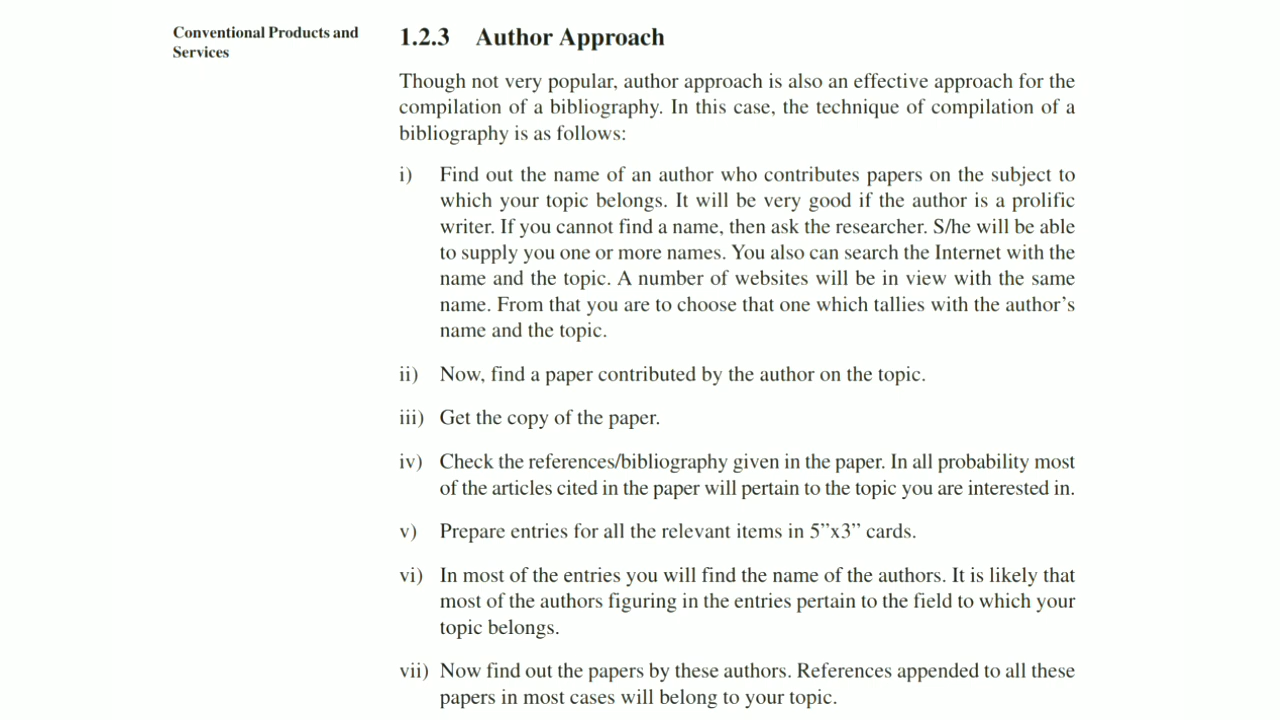 Conventional Products and
Services
1.2.3 Author Approach
Though not very popular, author approach is also an effective approach for the
compilation of a bibliography. In this case, the technique of compilation of a
bibliography is as follows:
i) Find out the name of an author who contributes papers on the subject to
which your topic belongs. It will be very good if the author is a prolific
writer. If you cannot find a name, then ask the researcher. S/he will be able
to supply you one or more names. You also can search the Internet with the
name and the topic. A number of websites will be in view with the same
name. From that you are to choose that one which tallies with the author's
name and the topic.
ii) Now, find a paper contributed by the author on the topic.
iii) Get the copy of the paper.
iv) Check the references/bibliography given in the paper. In all probability most
of the articles cited in the paper will pertain to the topic you are interested in.
v) Prepare entries for all the relevant items in 5”x3” cards.
vi) In most of the entries you will find the name of the authors. It is likely that
most of the authors figuring in the entries pertain to the field to which your
topic belongs.
vii) Now find out the papers by these authors. References appended to all these
papers in most cases will belong to your topic.